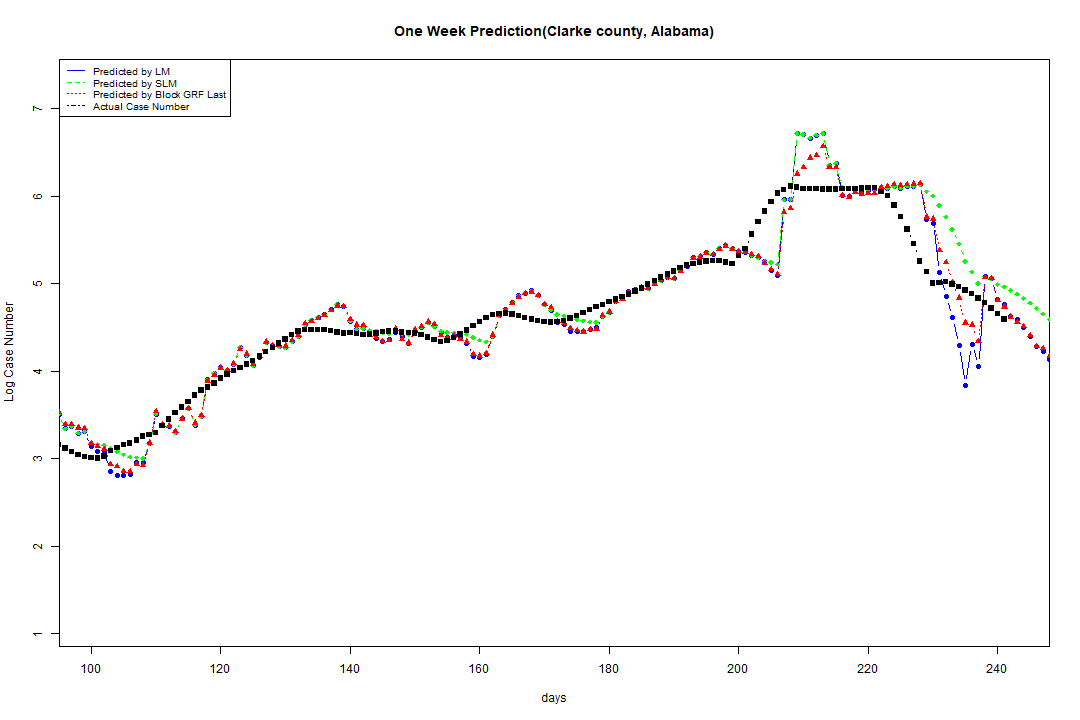 One Week Prediction(Clarke county, Alabama)
Predicted by LM
Predicted by SLM
Predicted by Block GRF Last
Actual Case Number
Log Case Number
7
6
5
4
3
2
1
100 120 140 160 180 200 220 240
days